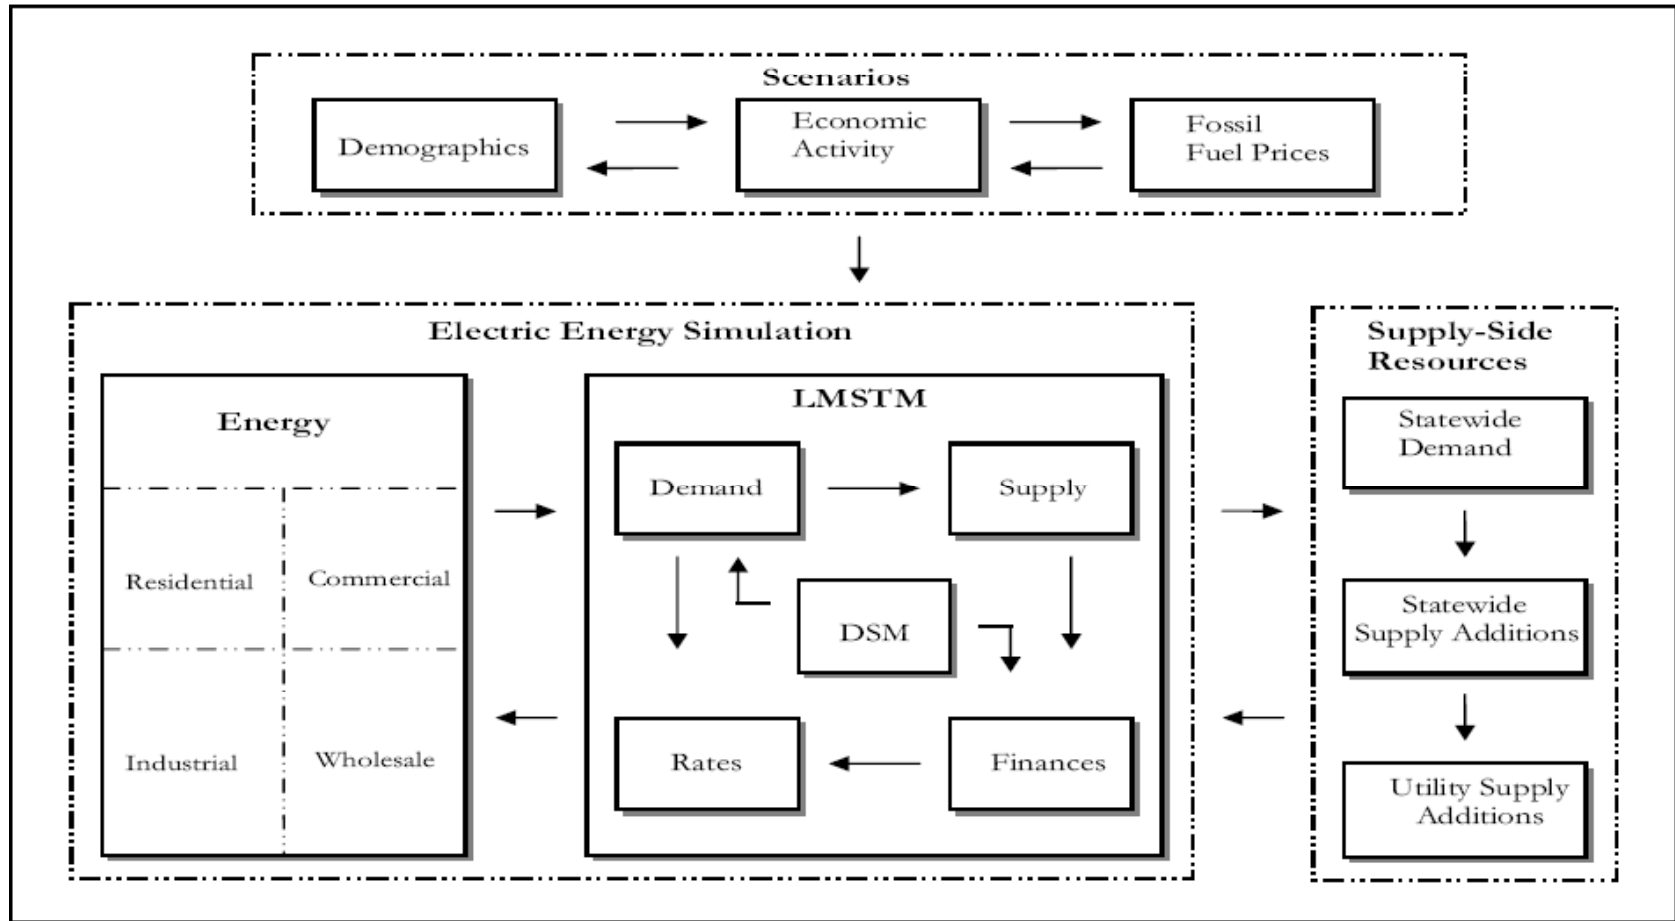 Scenarios
Demographics
Economic
Activity
Fossil
Fuel Prices
Electric Energy Simulation
Energy
Residential
Commercial
Industrial
Wholesale
LMSTM
Demand
Supply
DSM
Rates
Finances
Supply-Side
Resources
Statewide
Demand
Statewide
Supply Additions
Utility Supply
Additions